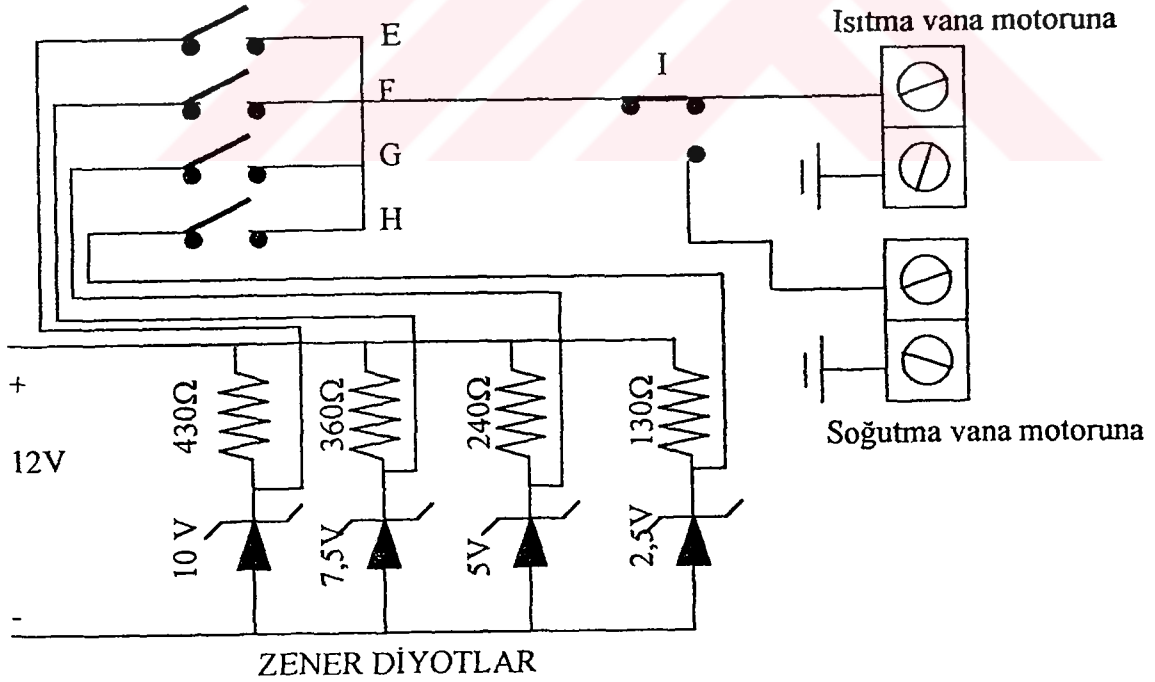 Isıtma vana motoruna
E
I
F
G
H
+
12V
-
430Ω
360Ω
240Ω
130Ω
10 V
7,5V
5V
2,5V
Soğutma vana motoruna
ZENER DİYOTLAR